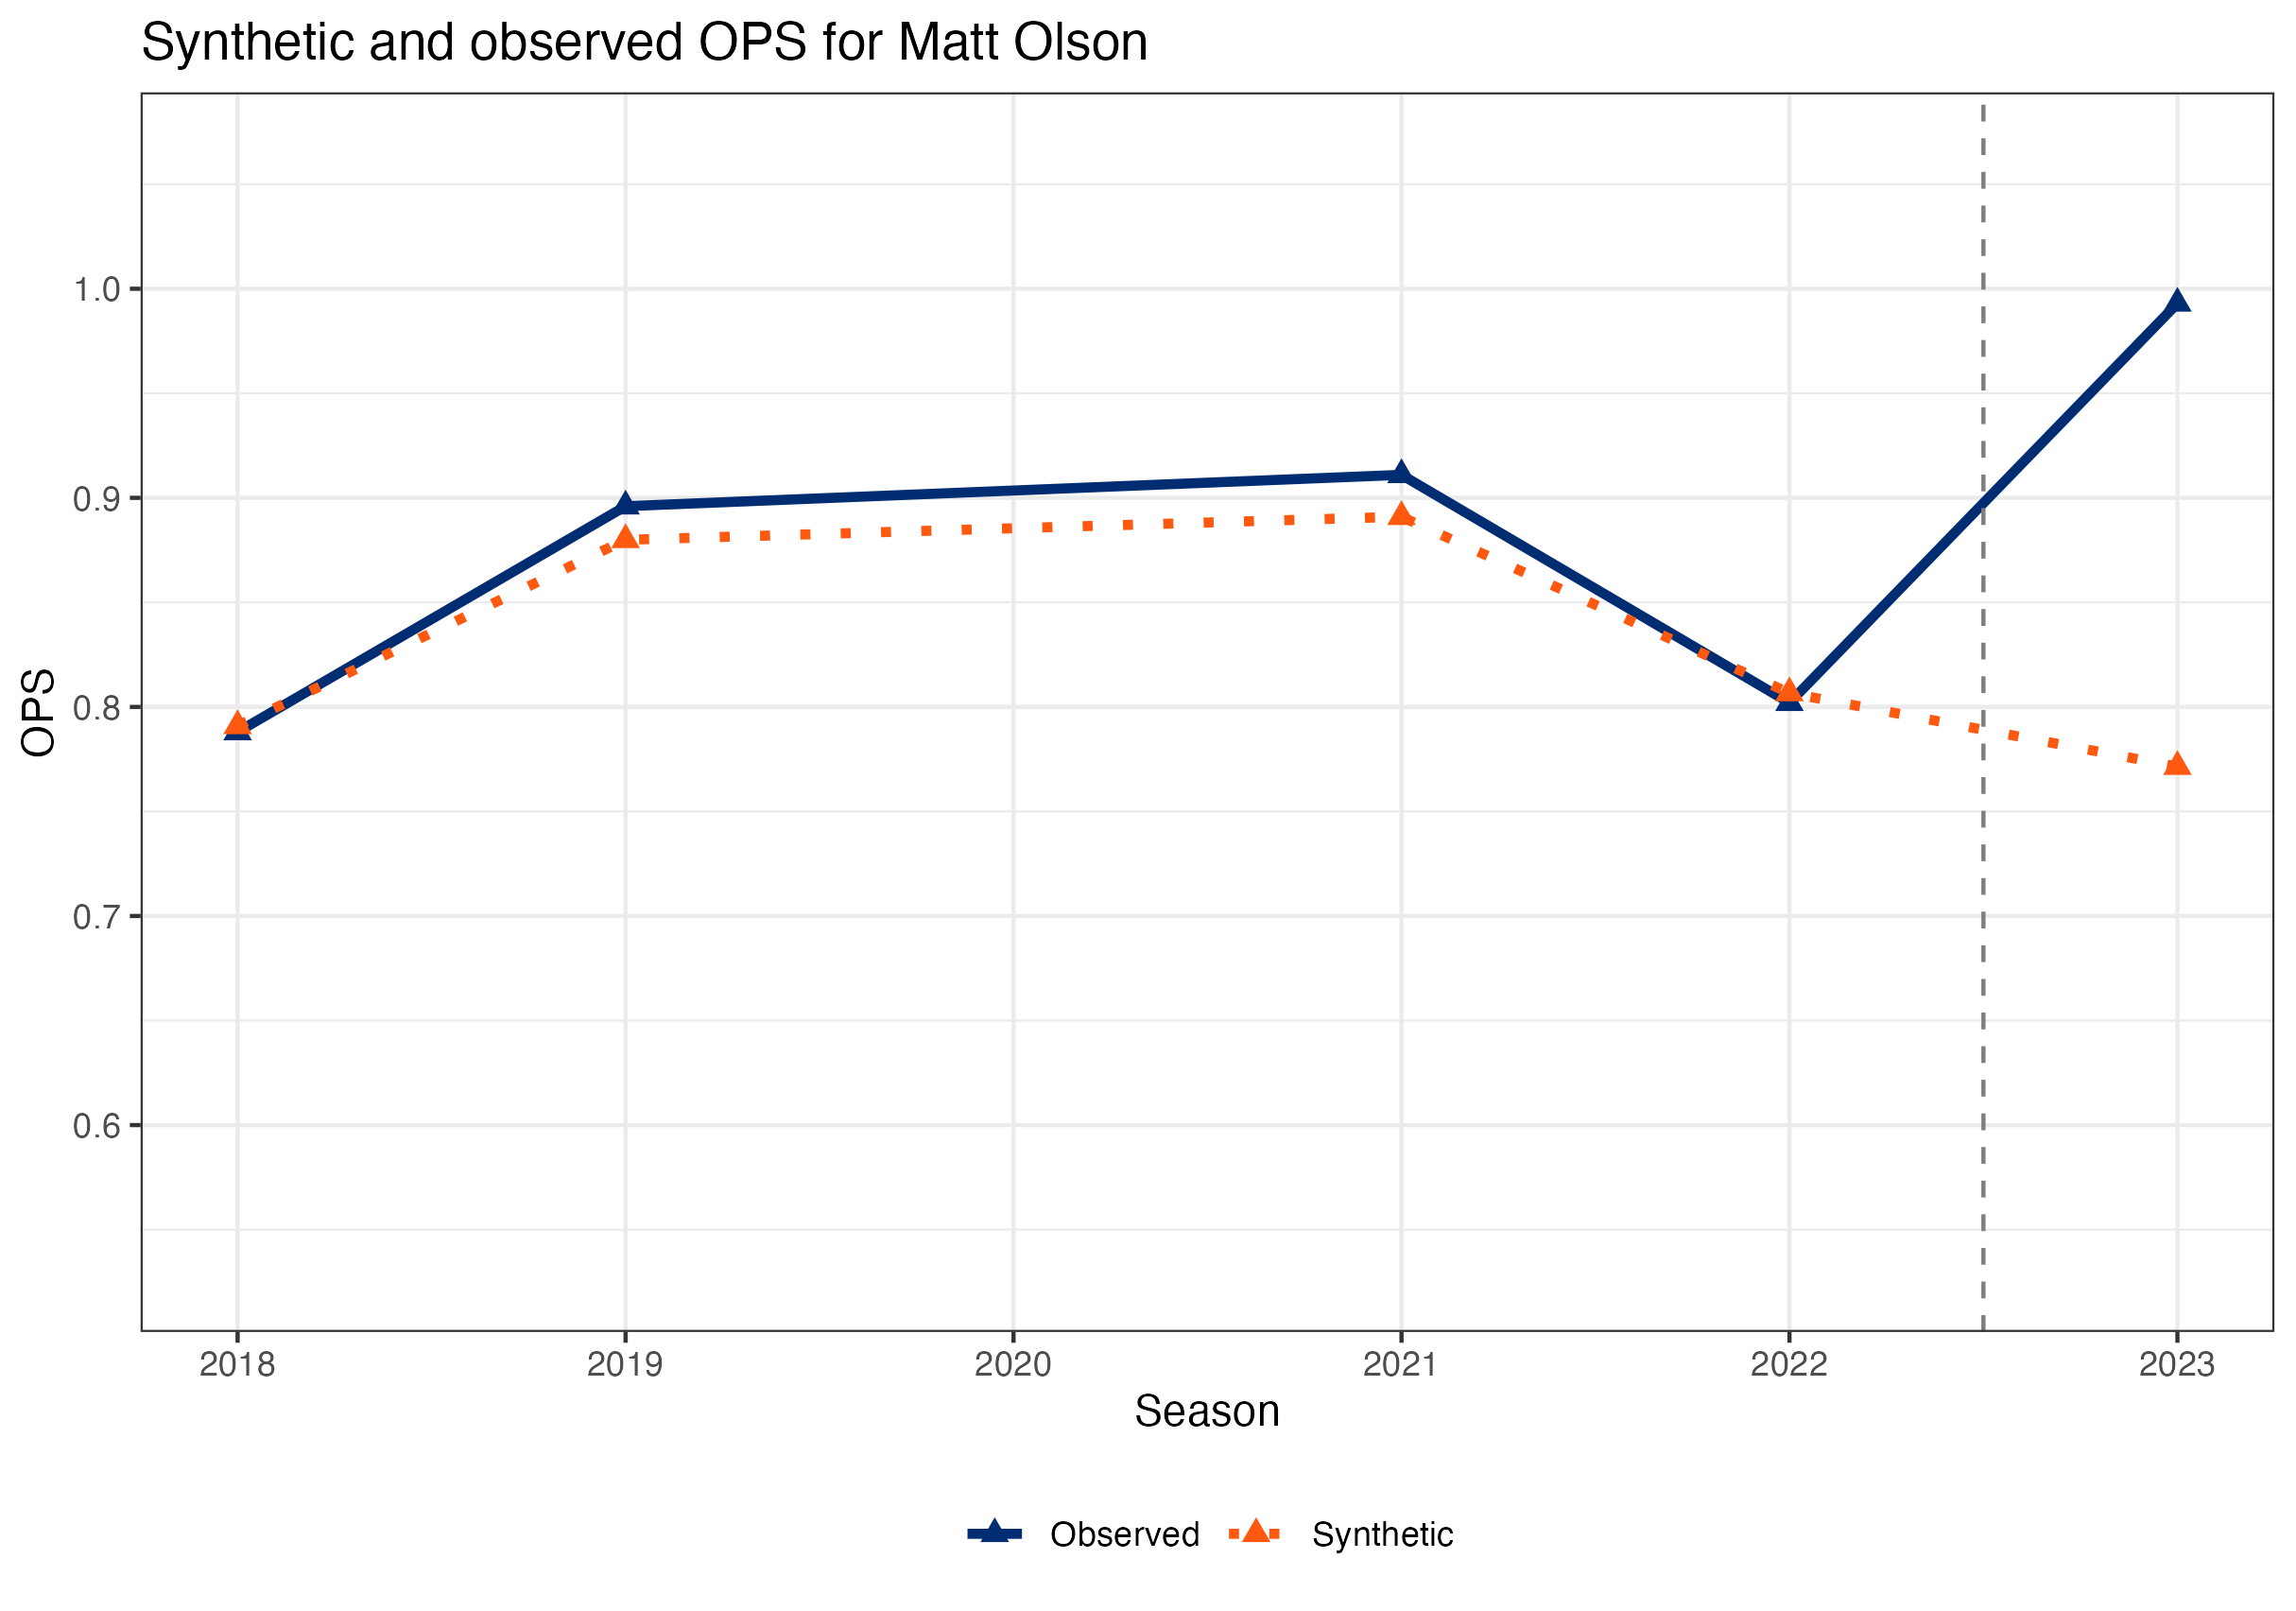 Synthetic and observed OPS for Matt Olson
OPS
1.0
0.9
0.8
0.7
0.6
2018 2019 2020 2021 2022 2023
Season
Observed Synthetic